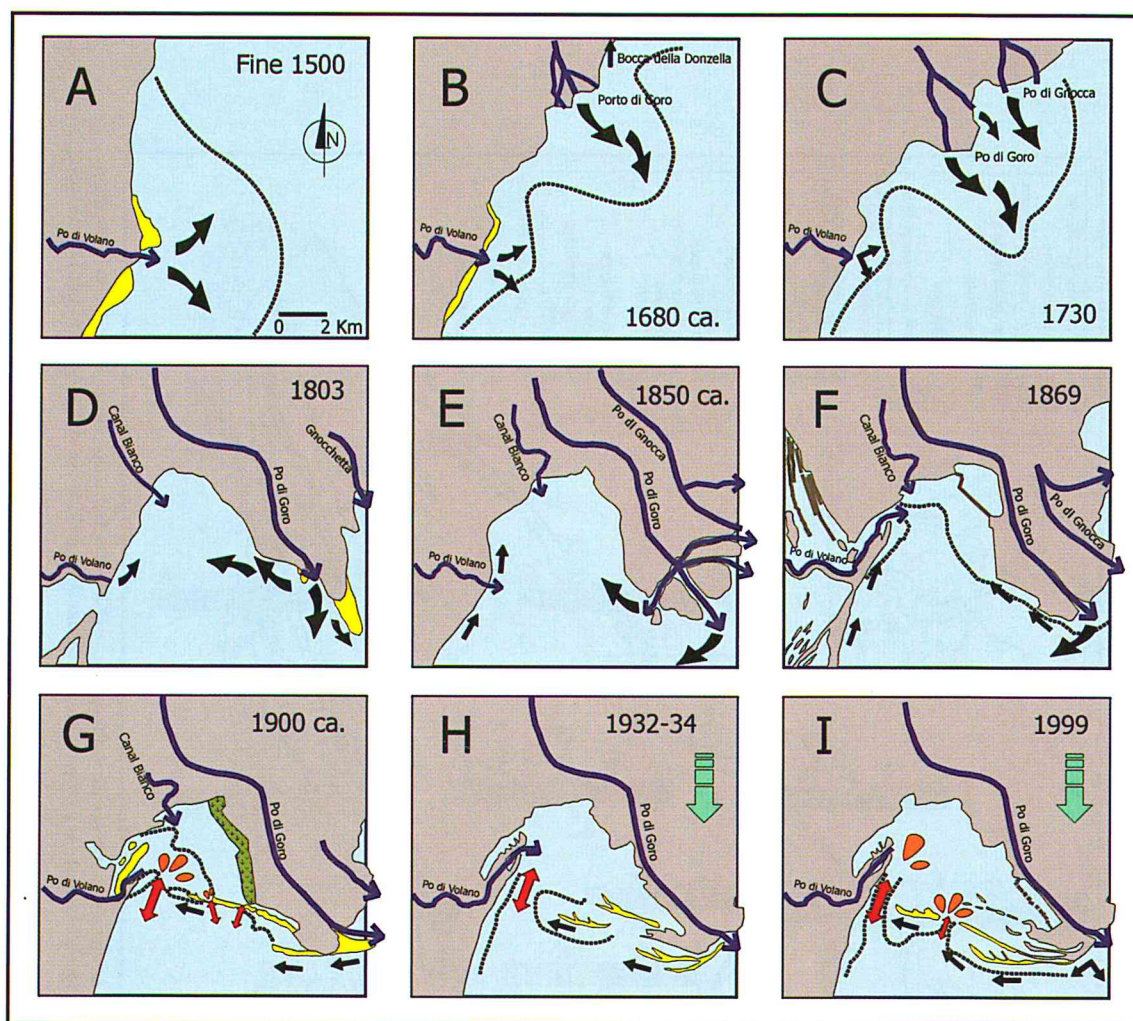 A
Fine 1500
N
Po di Volano
0 2 Km
B
Bocca della Donzella
Porto di Goro
Po di Volano
1680 ca.
C
Po di Gnocca
Po di Goro
Po di Volano
1730
D
1803
Canal Bianco
Gnocchetta
Po di Goro
Po di Volano
E
1850 ca.
Canal Bianco
Po di Gnocca
Po di Goro
Po di Volano
F
1869
Canal Bianco
Po di Goro
Po di Gnocca
Po di Volano
G
1900 ca.
Canal Bianco
Po di Goro
Po di Volano
H
1932-34
Po di Goro
Po di Volano
I
1999
Po di Goro
Po di Volano